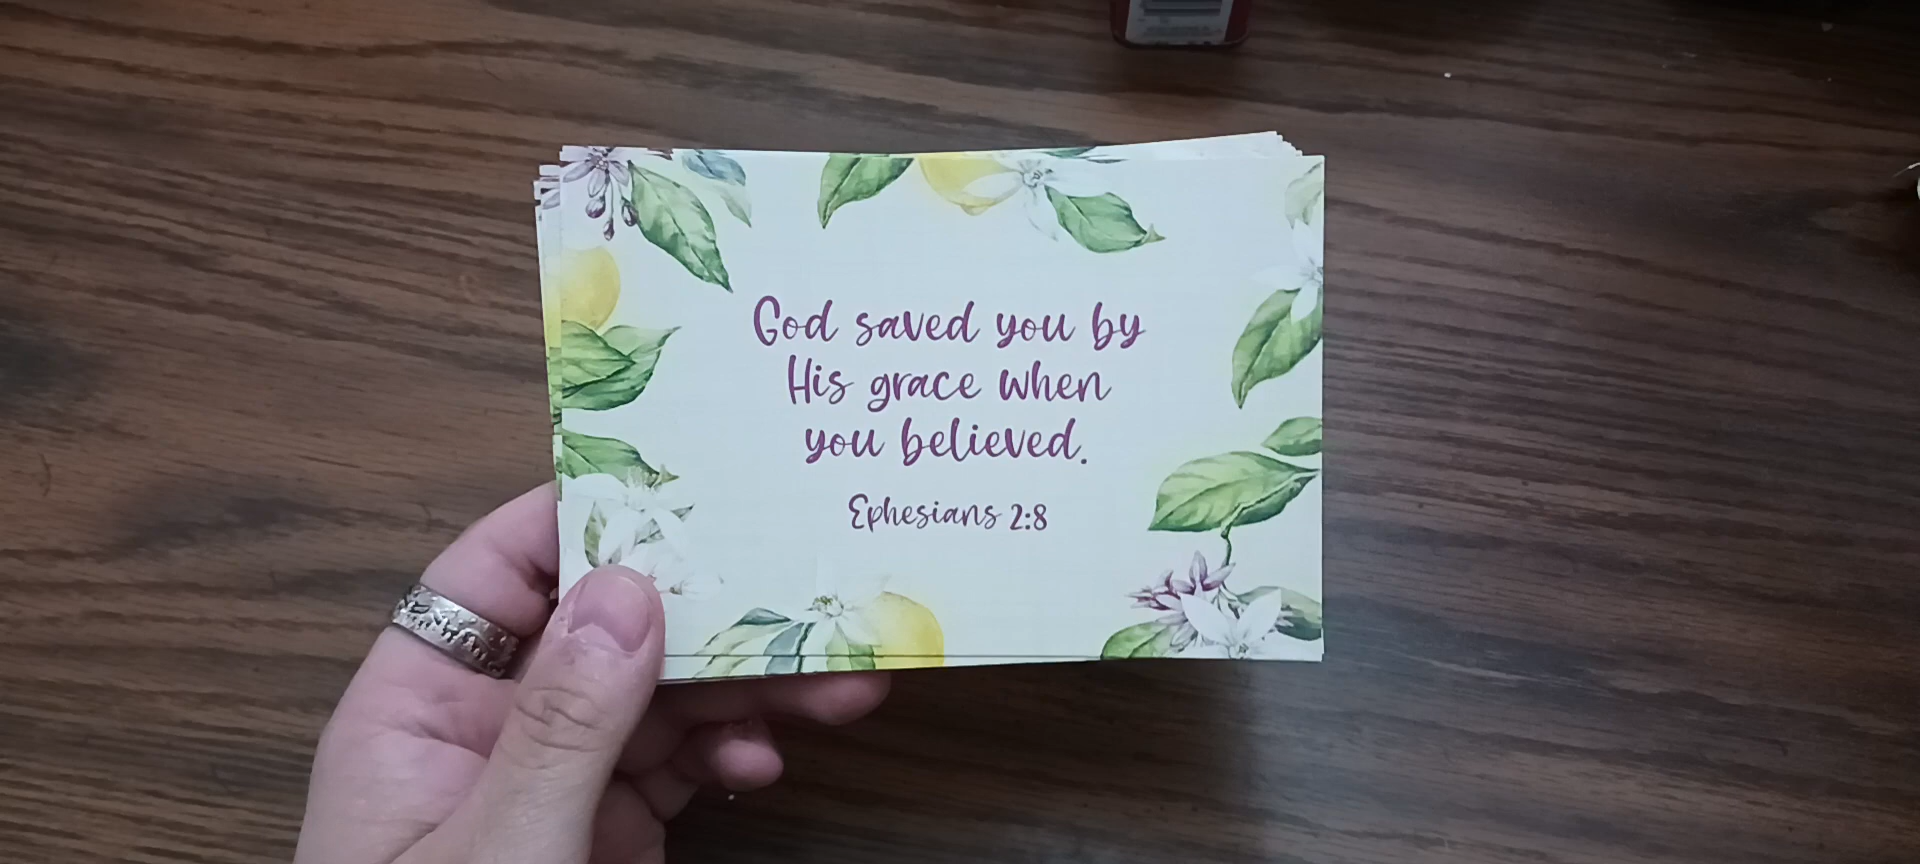 God saved you by
His grace when
you believed.
Ephesians 2:8